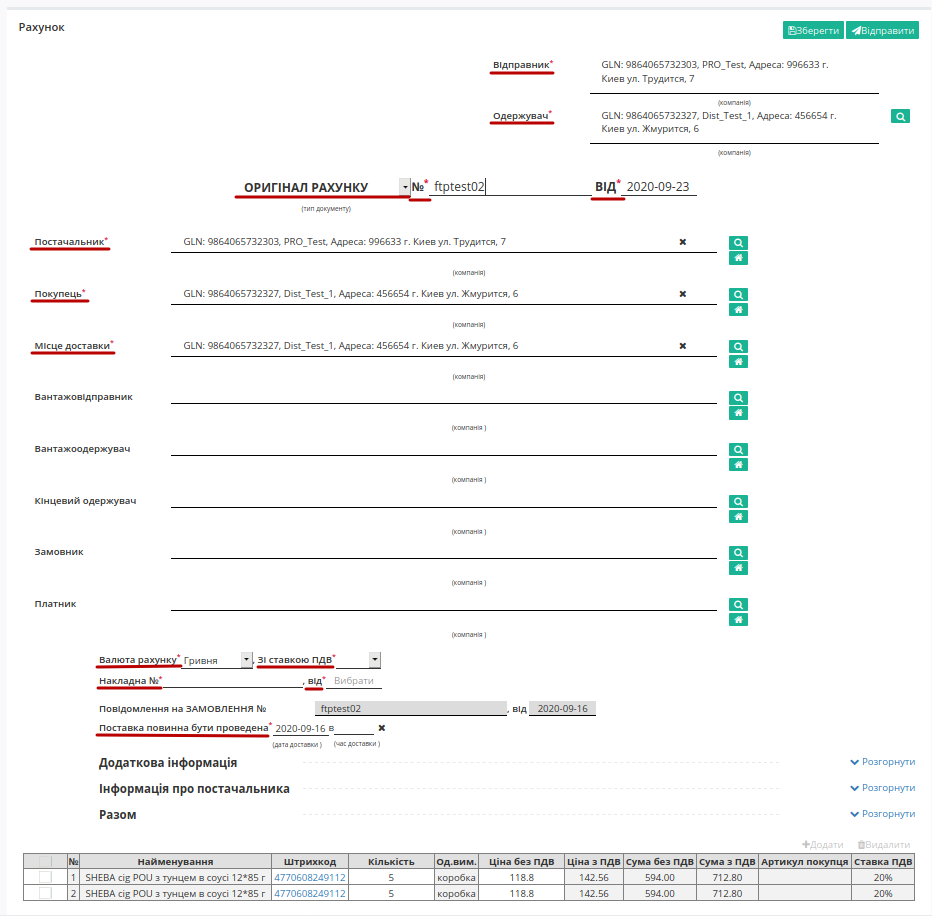 Рахунок
Зберегти Відправити
Відправник* GLN: 9864065732303, PRO_Test, Адреса: 996633 г.
Киев ул. Трудится, 7
(компанія)
Одержувач* GLN: 9864065732327, Dist_Test_1, Адреса: 456654 г.
Киев ул. Жмурится, 6
(компанія)
ОРИГІНАЛ РАХУНКУ №* ftptest02 ВІД* 2020-09-23
(тип документу)
Постачальник* GLN: 9864065732303, PRO_Test, Адреса: 996633 г. Киев ул. Трудится, 7
(компанія)
Покупець* GLN: 9864065732327, Dist_Test_1, Адреса: 456654 г. Киев ул. Жмурится, 6
(компанія)
Місце доставки* GLN: 9864065732327, Dist_Test_1, Адреса: 456654 г. Киев ул. Жмурится, 6
(компанія)
Вантажовідправник
(компанія )
Вантажоодержувач
(компанія )
Кінцевий одержувач
(компанія )
Замовник
(компанія )
Платник
(компанія )
Валюта рахунку* Гривня , Зі ставкою ПДВ*
Накладна №* , від* Вибрати
Повідомлення на ЗАМОВЛЕННЯ № ftptest02 , від 2020-09-16
Поставка повинна бути проведена* 2020-09-16 в
(дата доставки ) (час доставки )
Додаткова інформація Розгорнути
Інформація про постачальника Розгорнути
Разом Розгорнути
Додати Видалити
№ Найменування Штрихкод Кількість Од.вим. Ціна без ПДВ Ціна з ПДВ Сума без ПДВ Сума з ПДВ Артикул покупця Ставка ПДВ
1 SHEBA cig POU з тунцем в соусі 12*85 г 4770608249112 5 коробка 118.8 142.56 594.00 712.80 20%
2 SHEBA cig POU з тунцем в соусі 12*85 г 4770608249112 5 коробка 118.8 142.56 594.00 712.80 20%